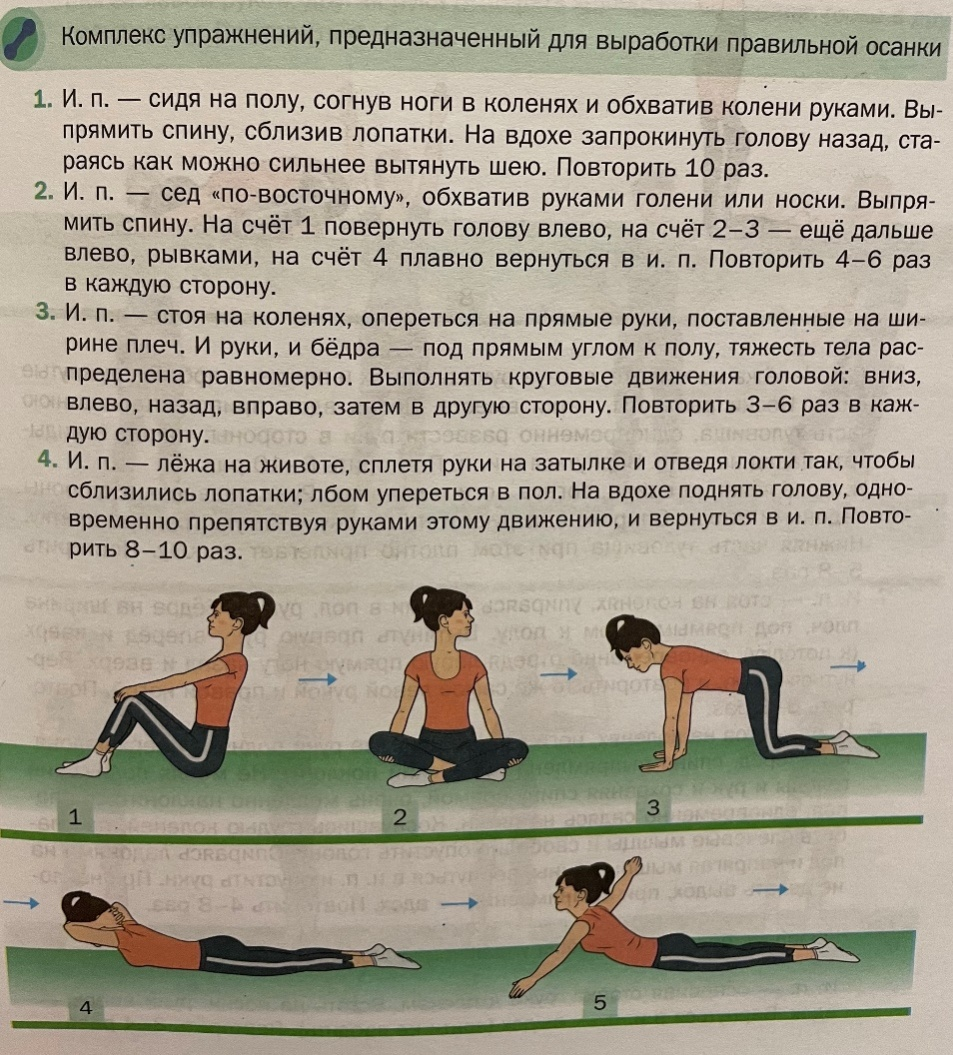 Комплекс упражнений, предназначенный для выработки правильной осанки
1. И. п. — сидя на полу, согнув ноги в коленях и обхватив колени руками. Вы-
прямить спину, сблизив лопатки. На вдохе запрокинуть голову назад, ста-
раясь как можно сильнее вытянуть шею. Повторить 10 раз.
2. И. п. — сед «по-восточному», обхватив руками голени или носки. Выпря-
мить спину. На счёт 1 повернуть голову влево, на счёт 2–3 — ещё дальше
влево, рывками, на счёт 4 плавно вернуться в и. п. Повторить 4–6 раз
в каждую сторону.
3. И. п. — стоя на коленях, опереться на прямые руки, поставленные на ши-
рине плеч. И руки, и бёдра — под прямым углом к полу, тяжесть тела рас-
пределена равномерно. Выполнять круговые движения головой: вниз,
влево, назад, вправо, затем в другую сторону. Повторить 3–6 раз в каж-
дую сторону.
4. И. п. — лёжа на животе, сплетя руки на затылке и отведя локти так, чтобы
сблизились лопатки; лбом упереться в пол. На вдохе поднять голову, одно-
временно препятствуя руками этому движению, и вернуться в и. п. Повто-
рить 8–10 раз.
1
2
3
4
5